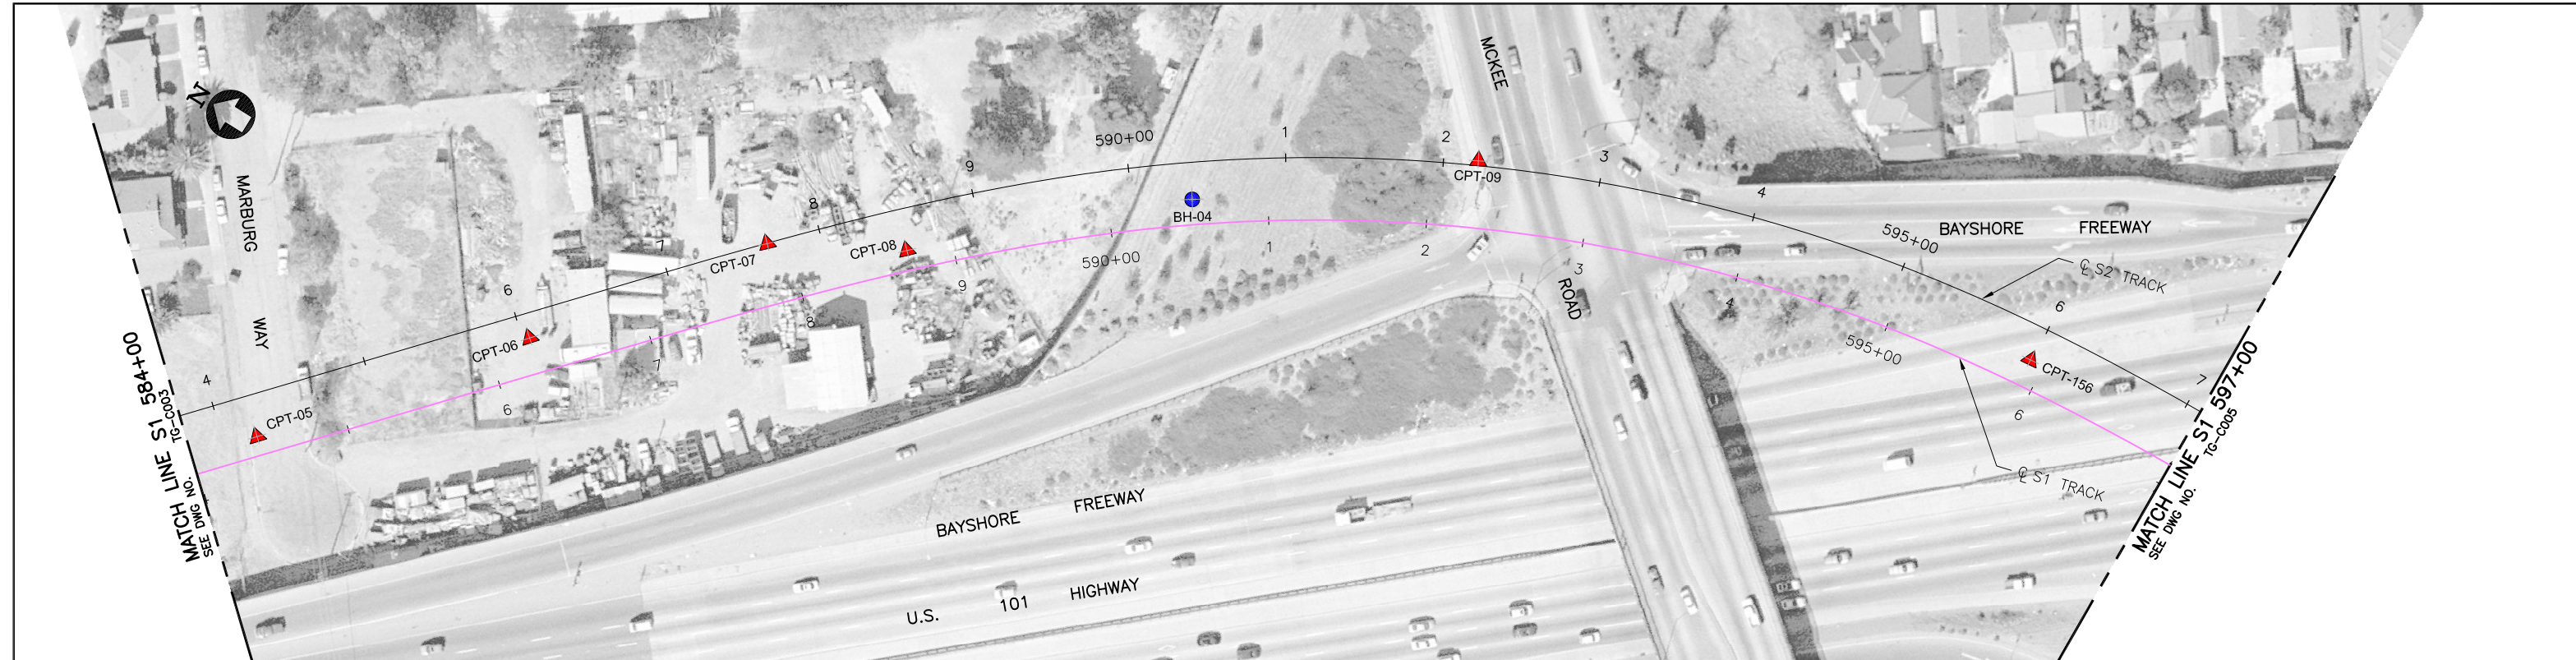 N
MARBURG
WAY
MATCH LINE S1 584+00
SEE DWG NO. TG-C003
4
CPT-05
6
CPT-06
6
7
7
CPT-07
8
8
CPT-08
9
9
590+00
590+00
BH-04
1
1
2
2
CPT-09
MCKEE
ROAD
3
3
4
4
595+00
595+00
BAYSHORE FREEWAY
℄ S2 TRACK
6
6
CPT-156
7
℄ S1 TRACK
MATCH LINE S1 597+00
SEE DWG NO. TG-C005
BAYSHORE FREEWAY
U.S. 101 HIGHWAY